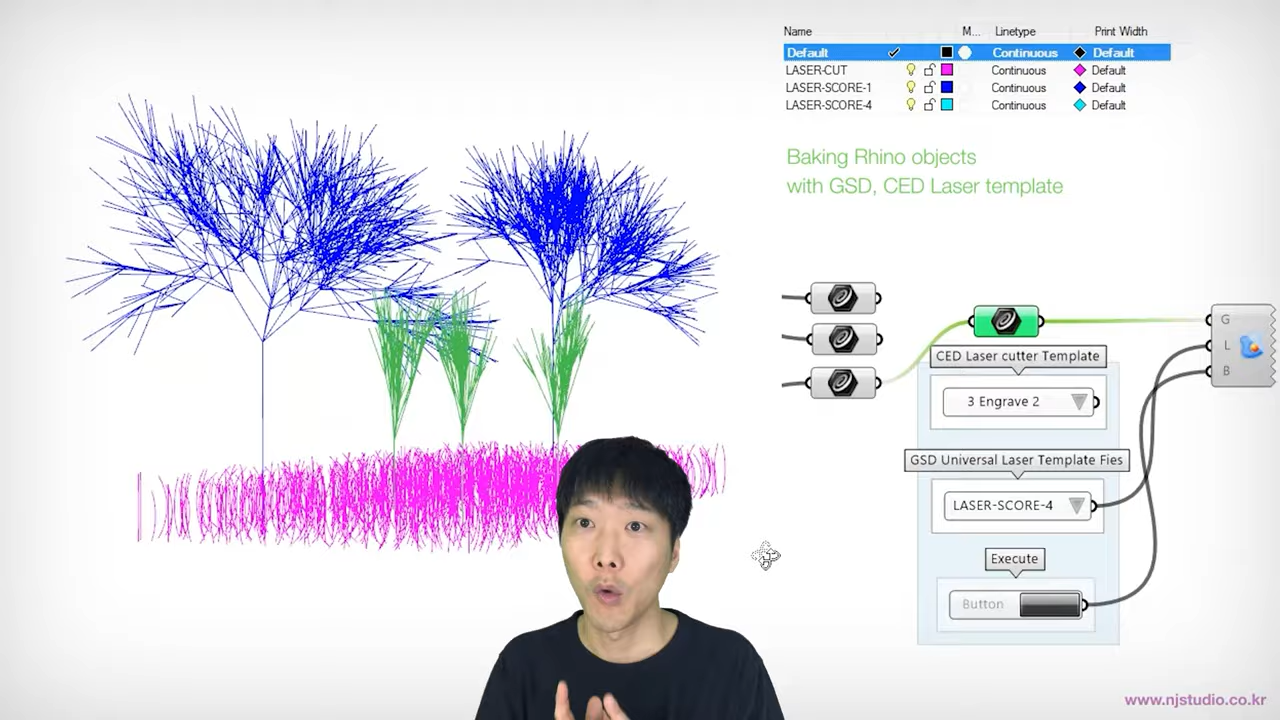 Name M... Linetype Print Width
Default Continuous Default
LASER-CUT Continuous Default
LASER-SCORE-1 Continuous Default
LASER-SCORE-4 Continuous Default
Baking Rhino objects
with GSD, CED Laser template
G
L
B
CED Laser cutter Template
3 Engrave 2
GSD Universal Laser Template Fies
LASER-SCORE-4
Execute
Button
www.njstudio.co.kr